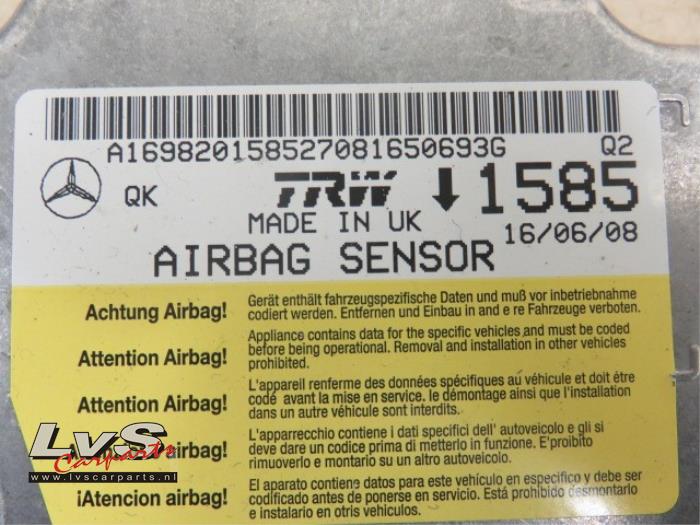 A1698201585270816506​93G Q2
QK TRW 1585
MADE IN UK 16/06/08
AIRBAG SENSOR
Achtung Airbag! Gerät enthält fahrzeugspezifische Daten und muß vor inbetriebnahme
codiert werden. Entfernen und Einbau in and e re Fahrzeuge verboten.
Attention Airbag! Appliance contains data for the specific vehicles and must be coded
before being operational. Removal and installation in other vehicles
prohibited.
Attention Airbag! L'appareil renferme des données spécifiques au véhicule et doit être
codé avant la mise en service. le démontage ainsi que l'installation
dans un autre véhicule sont interdits.
Airbag! L'apparrecchio contiene i dati specifici dell' autoveicolo e gli si
deve dare un codice prima di metterlo in funzione. E'proibito
rimuoverlo e montario su un altro autoveicolo.
¡Atencion airbag! El aparato contiene datos para este vehículo en especifico y debe ser
codificado antes de ponerse en servicio. Está prohibido desmontarlo
instalarlo en otros vehiculos.
LvS
Carparts
www.lvscarparts.nl